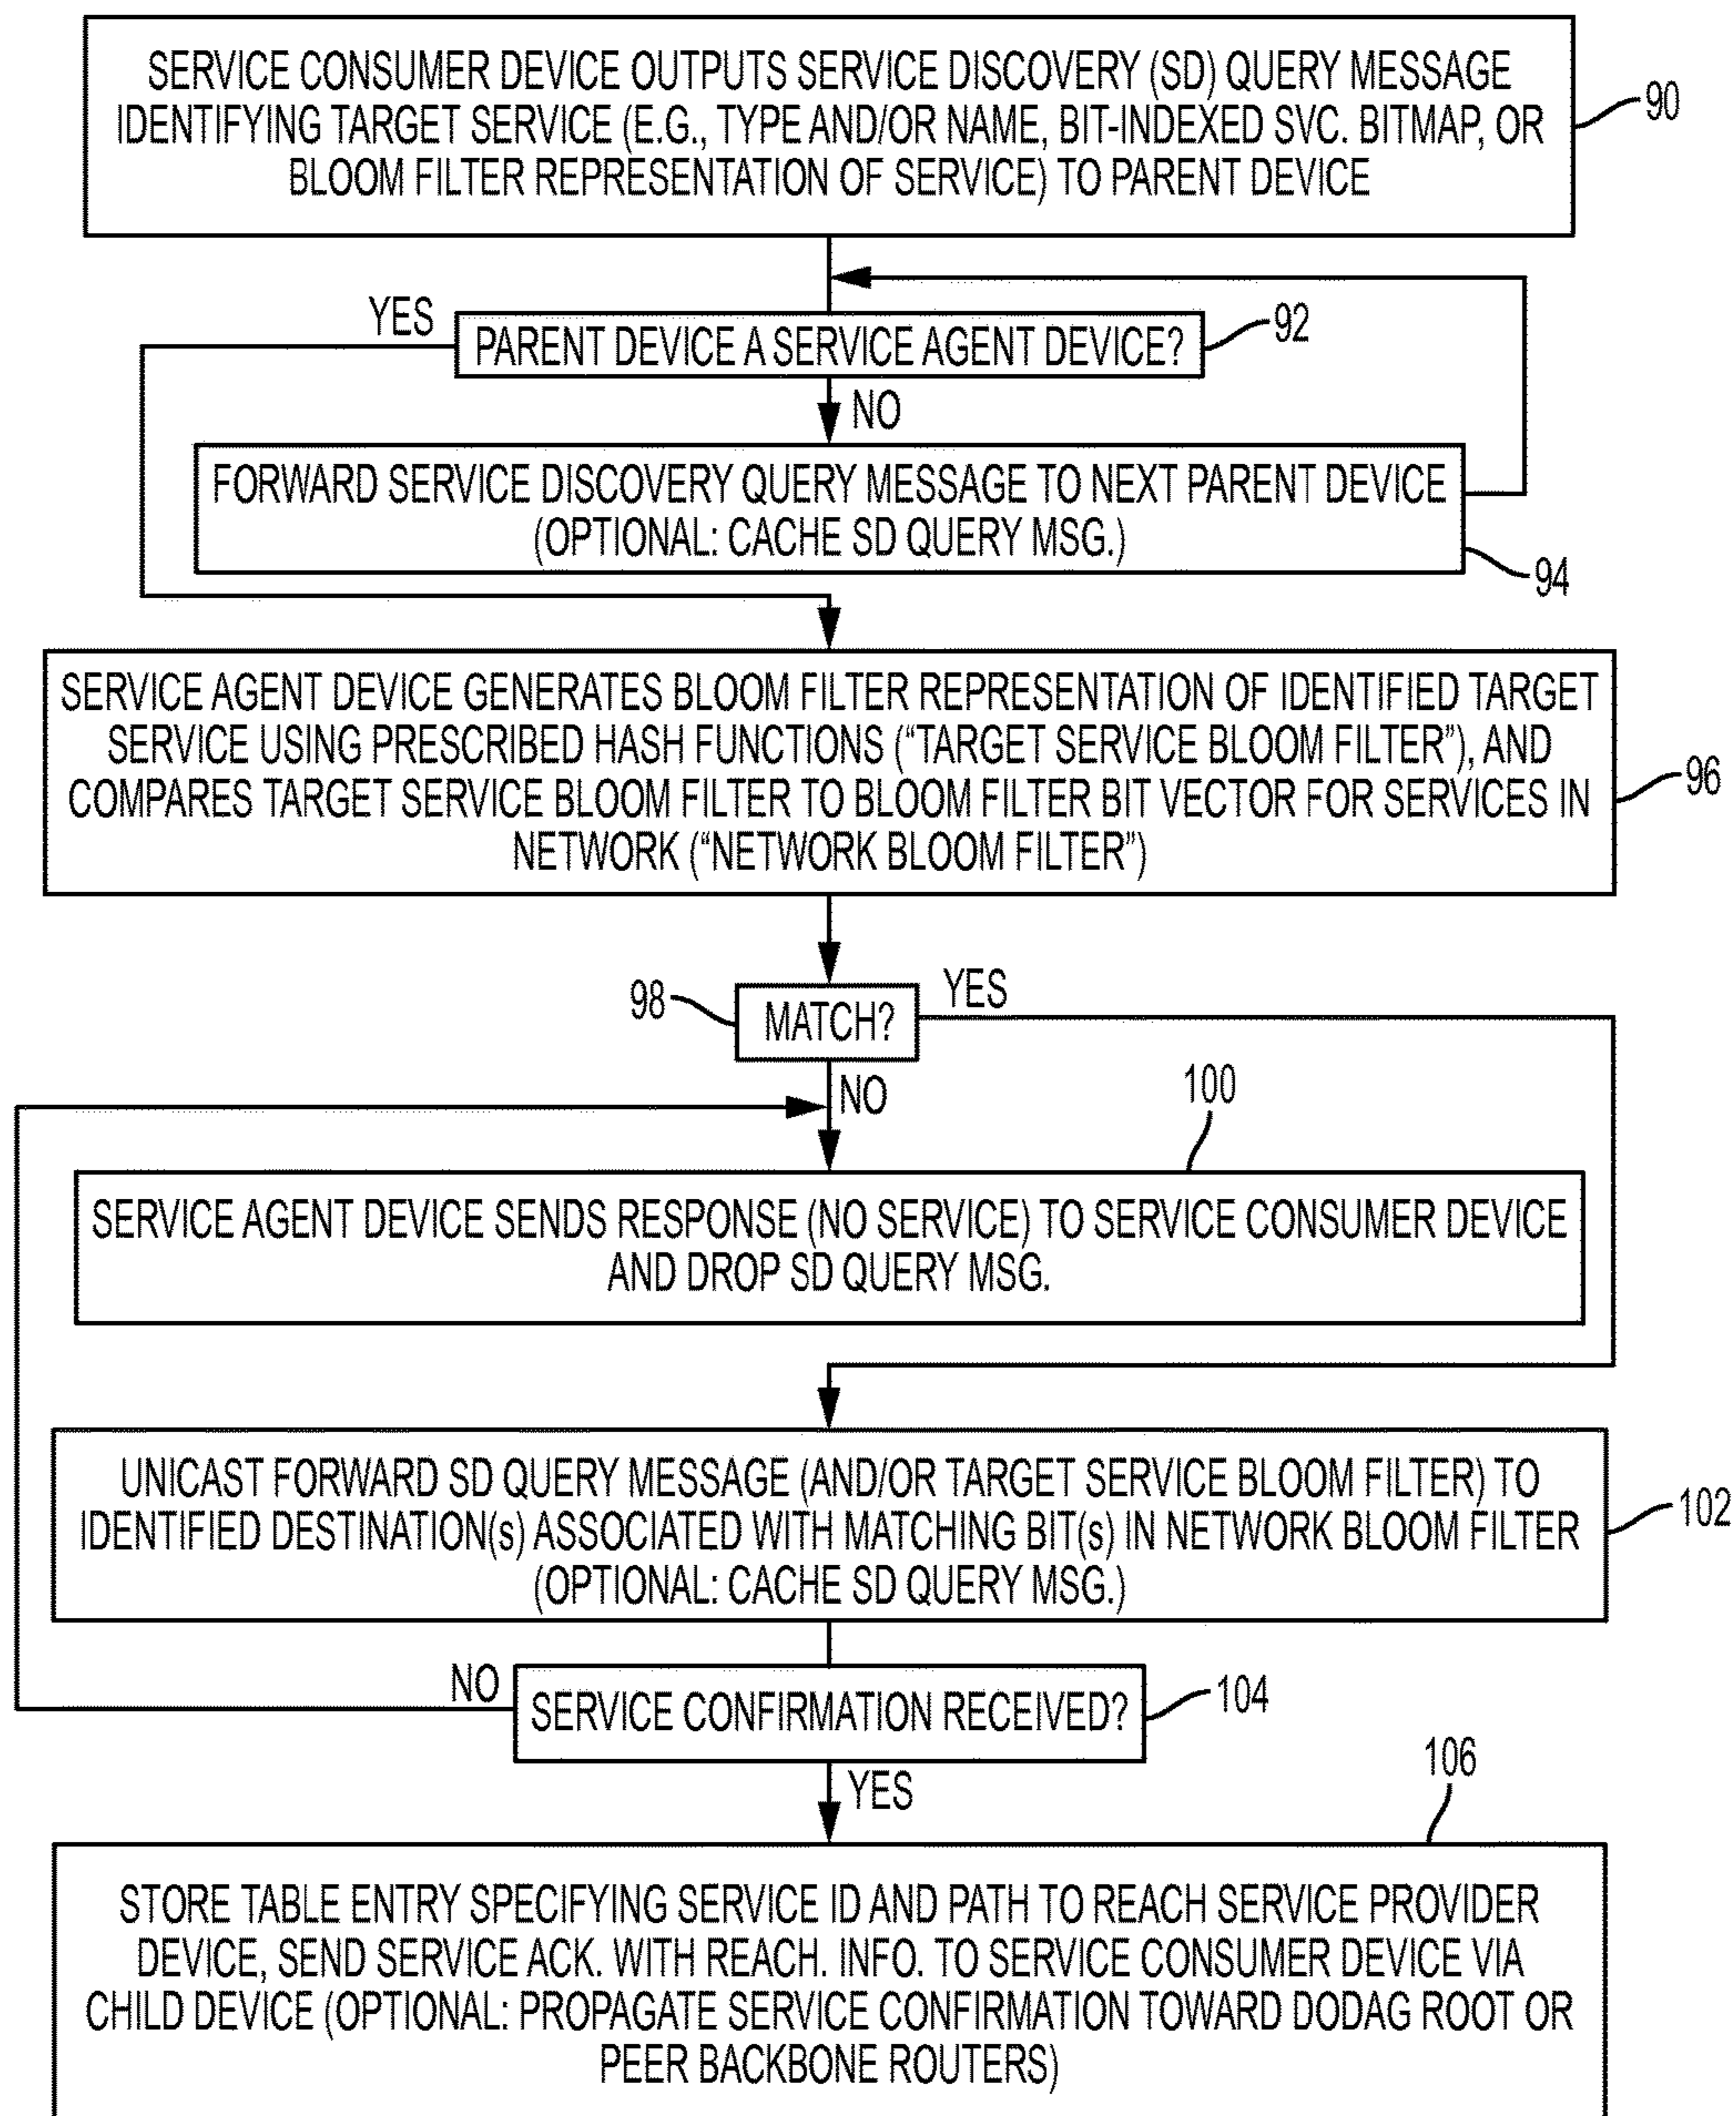 SERVICE CONSUMER DEVICE OUTPUTS SERVICE DISCOVERY (SD) QUERY MESSAGE
IDENTIFYING TARGET SERVICE (E.G., TYPE AND/OR NAME, BIT-INDEXED SVC. BITMAP, OR
BLOOM FILTER REPRESENTATION OF SERVICE) TO PARENT DEVICE
90
YES
PARENT DEVICE A SERVICE AGENT DEVICE?
92
NO
FORWARD SERVICE DISCOVERY QUERY MESSAGE TO NEXT PARENT DEVICE
(OPTIONAL: CACHE SD QUERY MSG.)
94
SERVICE AGENT DEVICE GENERATES BLOOM FILTER REPRESENTATION OF IDENTIFIED TARGET
SERVICE USING PRESCRIBED HASH FUNCTIONS (“TARGET SERVICE BLOOM FILTER”), AND
COMPARES TARGET SERVICE BLOOM FILTER TO BLOOM FILTER BIT VECTOR FOR SERVICES IN
NETWORK (“NETWORK BLOOM FILTER”)
96
98
MATCH?
YES
NO
100
SERVICE AGENT DEVICE SENDS RESPONSE (NO SERVICE) TO SERVICE CONSUMER DEVICE
AND DROP SD QUERY MSG.
UNICAST FORWARD SD QUERY MESSAGE (AND/OR TARGET SERVICE BLOOM FILTER) TO
IDENTIFIED DESTINATION(s) ASSOCIATED WITH MATCHING BIT(s) IN NETWORK BLOOM FILTER
(OPTIONAL: CACHE SD QUERY MSG.)
102
NO
SERVICE CONFIRMATION RECEIVED?
104
YES
106
STORE TABLE ENTRY SPECIFYING SERVICE ID AND PATH TO REACH SERVICE PROVIDER
DEVICE, SEND SERVICE ACK. WITH REACH. INFO. TO SERVICE CONSUMER DEVICE VIA
CHILD DEVICE (OPTIONAL: PROPAGATE SERVICE CONFIRMATION TOWARD DODAG ROOT OR
PEER BACKBONE ROUTERS)